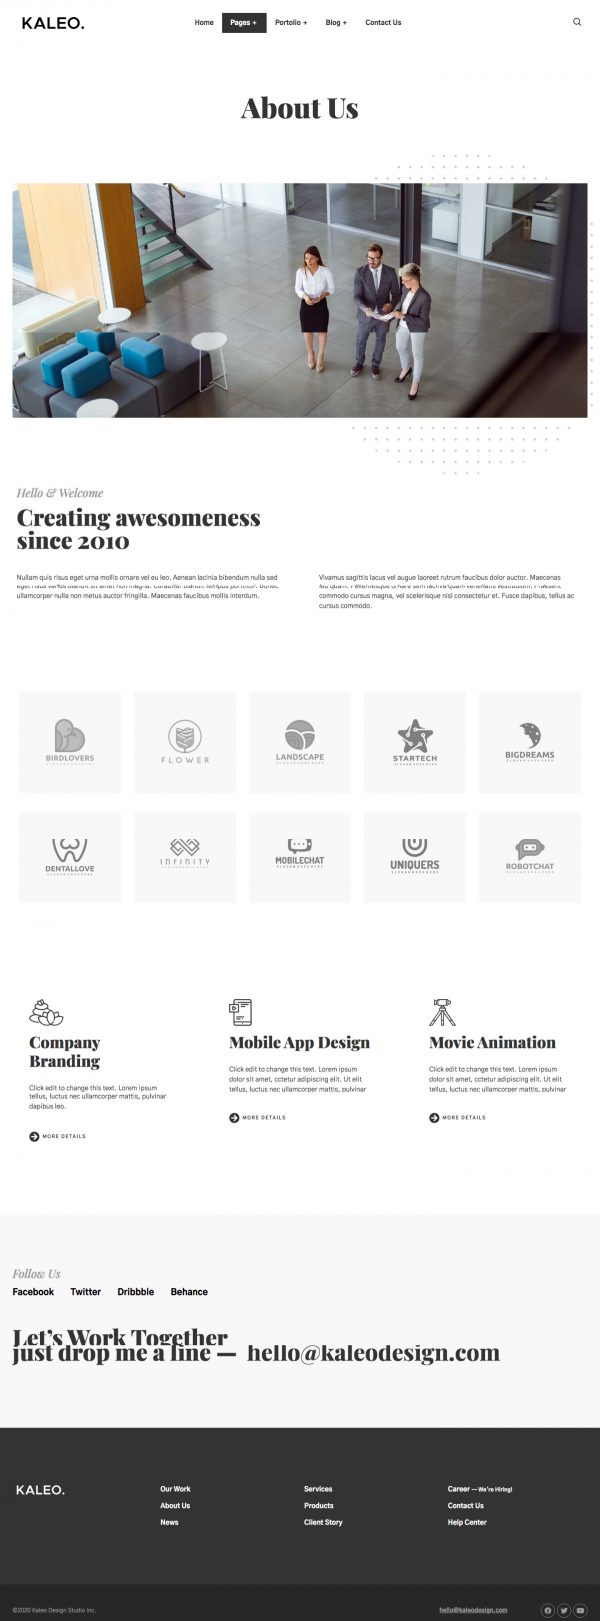 KALEO.
Home
Pages +
Portolio +
Blog +
Contact Us
About Us
Hello & Welcome
Creating awesomeness
since 2010
Nullam quis risus eget urna mollis ornare vel eu leo. Aenean lacinia bibendum nulla sed
ullamcorper nulla non metus auctor fringilla. Maecenas faucibus mollis interdum.
Vivamus sagittis lacus vel augue laoreet rutrum faucibus dolor auctor. Maecenas
commodo cursus magna, vel scelerisque nisl consectetur et. Fusce dapibus, tellus ac
cursus commodo.
BIRDLOVERS
FLOWER
LANDSCAPE
STARTECH
BIGDREAMS
DENTALLOVE
INFINITY
MOBILECHAT
UNIQUERS
ROBOTCHAT
Company
Branding
Click edit to change this text. Lorem ipsum
tellus, luctus nec ullamcorper mattis, pulvinar
dapibus leo.
MORE DETAILS
Mobile App Design
Click edit to change this text. Lorem ipsum
dolor sit amet, cctetur adipiscing elit. Ut elit
tellus, luctus nec ullamcorper mattis, pulvinar
MORE DETAILS
Movie Animation
Click edit to change this text. Lorem ipsum
dolor sit amet, cctetur adipiscing elit. Ut elit
tellus, luctus nec ullamcorper mattis, pulvinar
MORE DETAILS
Follow Us
Facebook Twitter Dribbble Behance
Let's Work Together
just drop me a line — hello@kaleodesign.com
KALEO.
Our Work
About Us
News
Services
Products
Client Story
Career — We're Hiring!
Contact Us
Help Center
©2020 Kaleo Design Studio Inc.
hello@kaleodesign.com